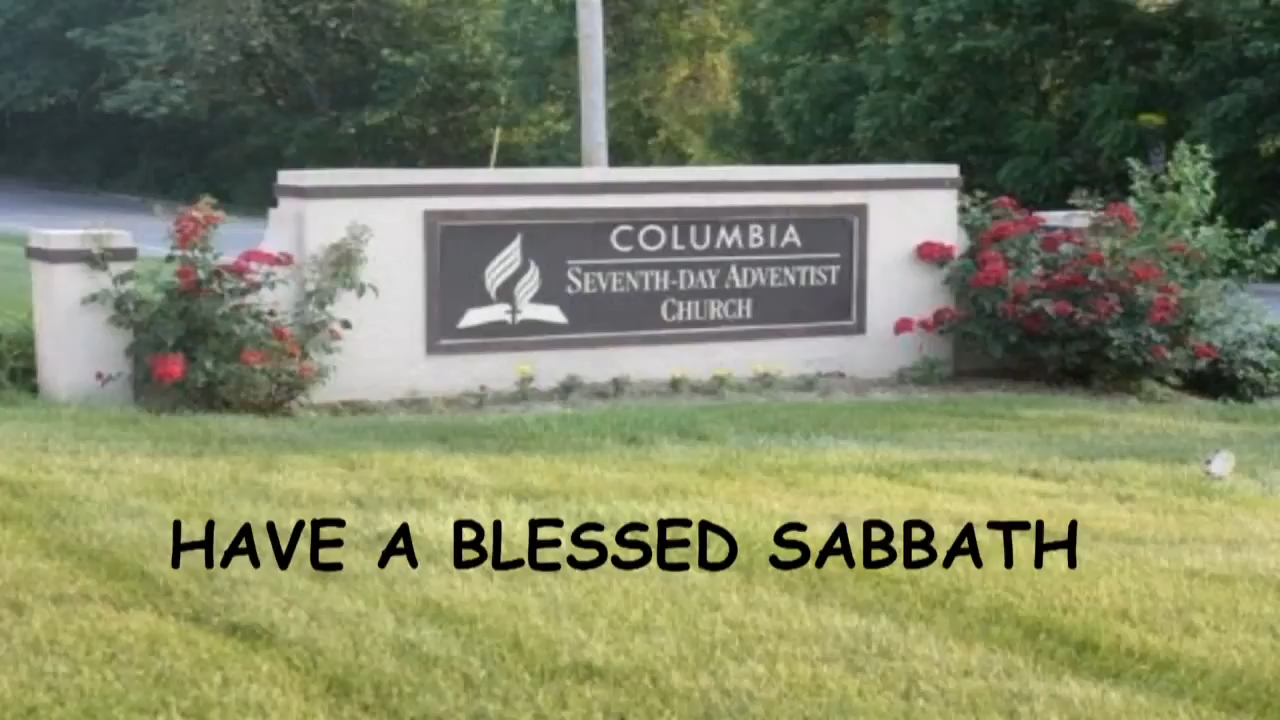 COLUMBIA
SEVENTH-DAY ADVENTIST
CHURCH
HAVE A BLESSED SABBATH